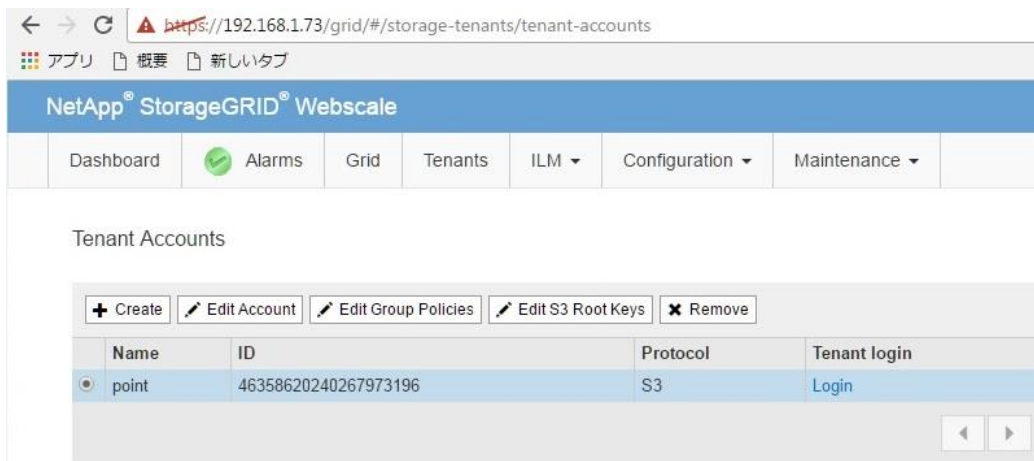 https://192.168.1.73/grid/#/storage-tenants/tenant-accounts
アプリ 概要 新しいタブ
NetApp® StorageGRID® Webscale
Dashboard Alarms Grid Tenants ILM Configuration Maintenance
Tenant Accounts
Create Edit Account Edit Group Policies Edit S3 Root Keys Remove
Name ID Protocol Tenant login
point 46358620240267973196 S3 Login